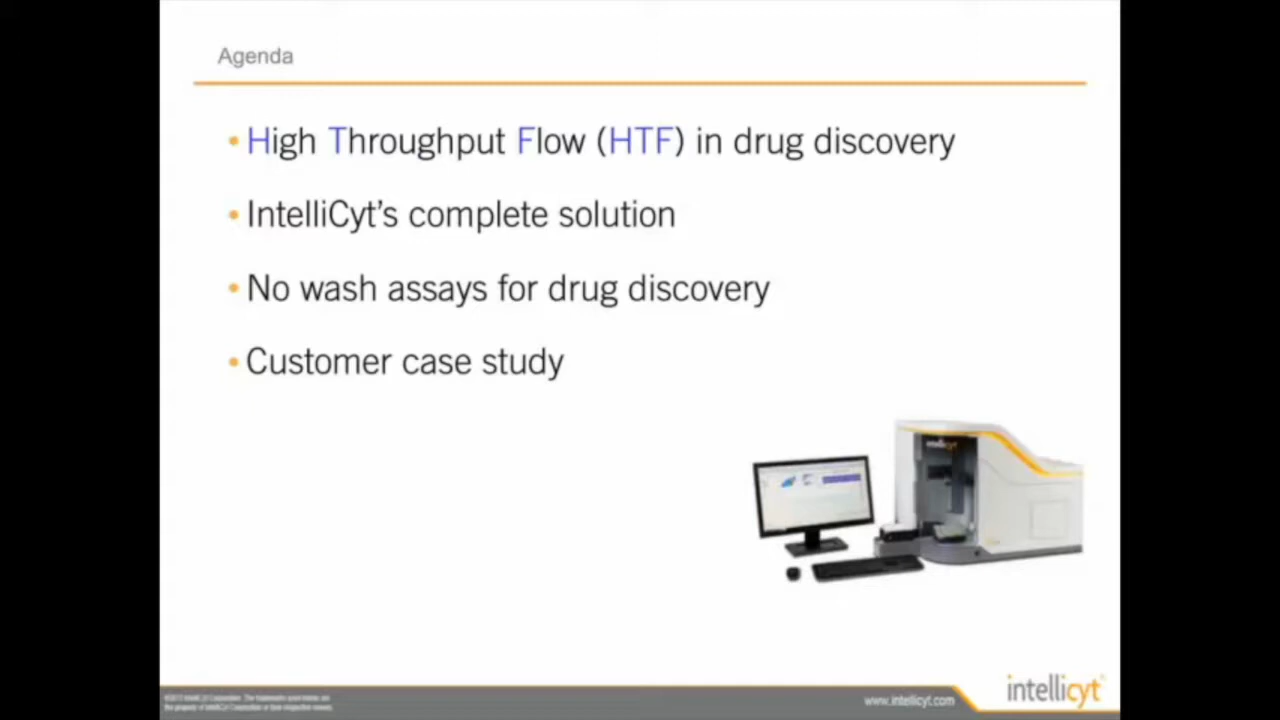 Agenda
• High Throughput Flow (HTF) in drug discovery
• IntelliCyt’s complete solution
• No wash assays for drug discovery
• Customer case study
intellicyt
www.intellicyt.com
intellicyt